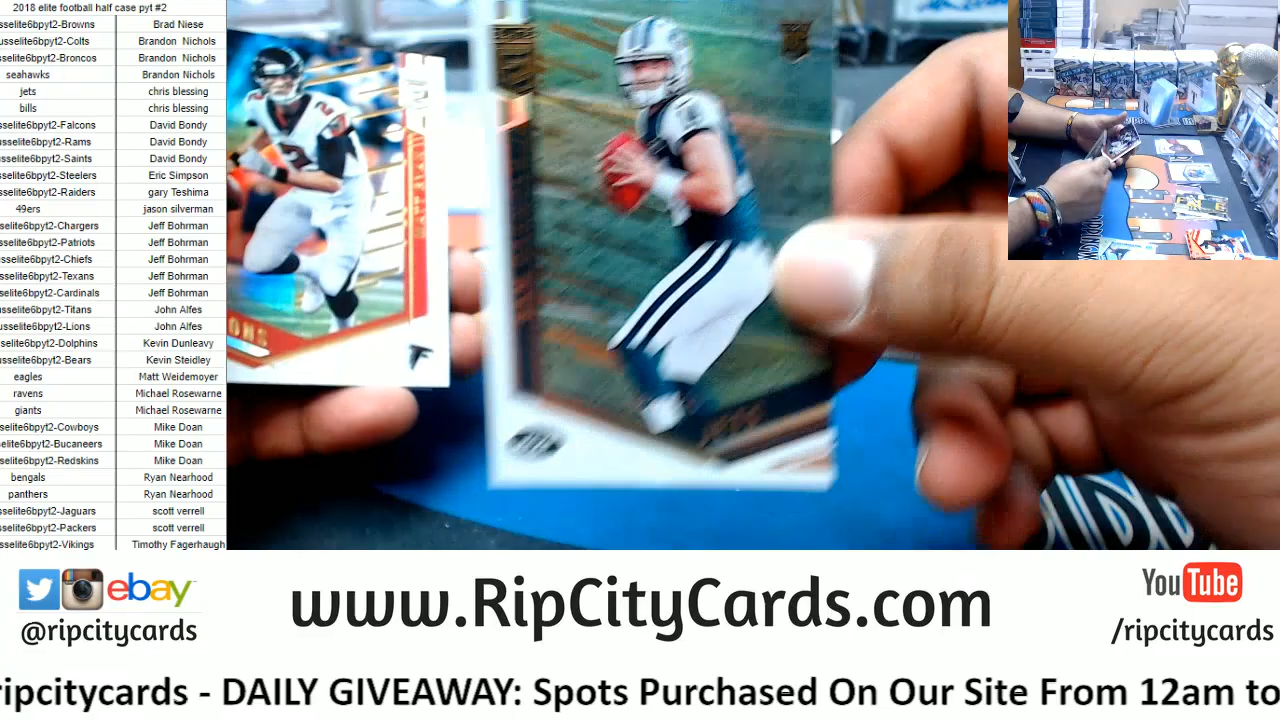 2018 elite football half case pyt #2
sselite6bpyt2-Browns Brad Niese
usselite6bpyt2-Colts Brandon Nichols
sselite6bpyt2-Broncos Brandon Nichols
seahawks Brandon Nichols
jets chris blessing
bills chris blessing
sselite6bpyt2-Falcons David Bondy
sselite6bpyt2-Rams David Bondy
sselite6bpyt2-Saints David Bondy
sselite6bpyt2-Steelers Eric Simpson
sselite6bpyt2-Raiders gary Teshima
49ers jason silverman
selite6bpyt2-Chargers Jeff Bohrman
selite6bpyt2-Patriots Jeff Bohrman
sselite6bpyt2-Chiefs Jeff Bohrman
sselite6bpyt2-Texans Jeff Bohrman
selite6bpyt2-Cardinals Jeff Bohrman
usselite6bpyt2-Titans John Alfes
usselite6bpyt2-Lions John Alfes
sselite6bpyt2-Dolphins Kevin Dunleavy
usselite6bpyt2-Bears Kevin Steidley
eagles Matt Weidemoyer
ravens Michael Rosewarne
giants Michael Rosewarne
selite6bpyt2-Cowboys Mike Doan
elite6bpyt2-Bucaneers Mike Doan
selite6bpyt2-Redskins Mike Doan
bengals Ryan Nearhood
panthers Ryan Nearhood
sselite6bpyt2-Jaguars scott verrell
sselite6bpyt2-Packers scott verrell
sselite6bpyt2-Vikings Timothy Fagerhaugh
MATT RYAN
ONS
JETS
ebay
@ripcitycards
www.RipCityCards.com
YouTube
/ripcitycards
ripcitycards - DAILY GIVEAWAY: Spots Purchased On Our Site From 12am to